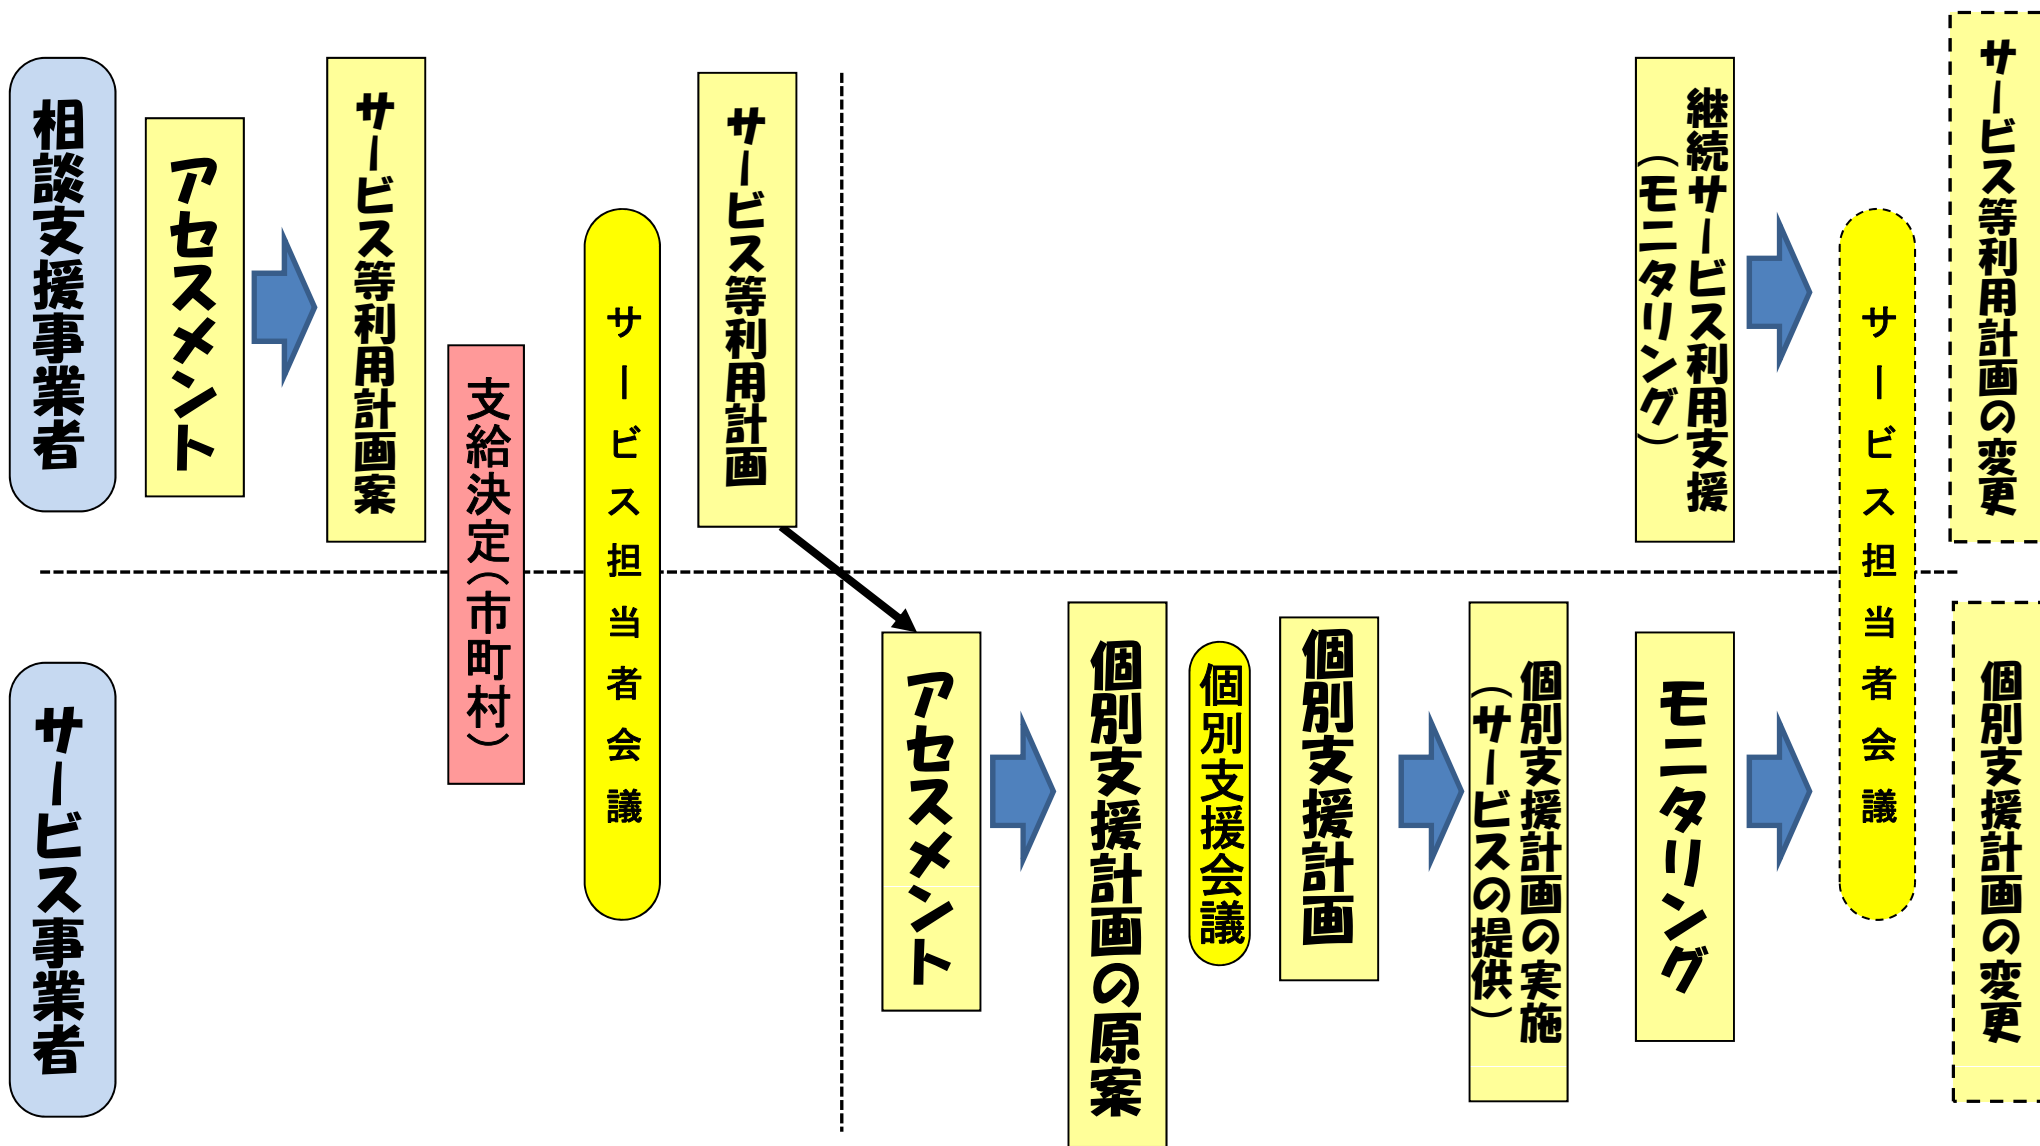 相談支援事業者
アセスメント
サービス等利用計画案
支給決定(市町村)
サービス担当者会議
サービス等利用計画
継続サービス利用支援
(モニタリング)
サービス担当者会議
サービス等利用計画の変更
サービス事業者
アセスメント
個別支援計画の原案
個別支援会議
個別支援計画
個別支援計画の実施
(サービスの提供)
モニタリング
個別支援計画の変更